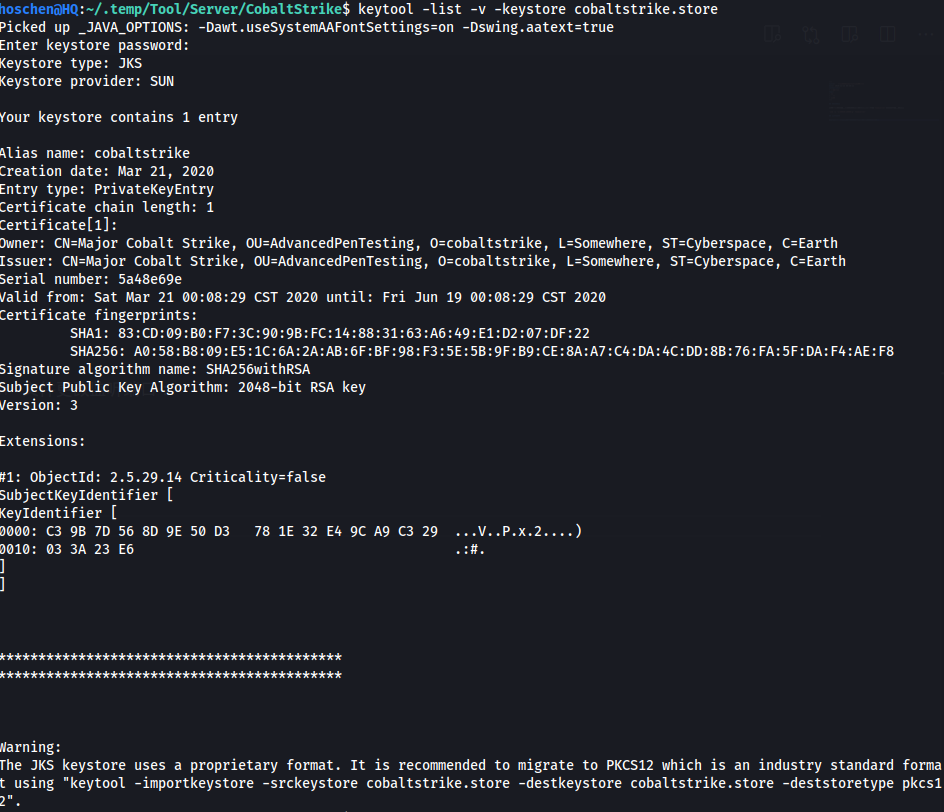 hoschen@HQ:~/.temp/Tool/Server/CobaltStrike$ keytool -list -v -keystore cobaltstrike.store
Picked up _JAVA_OPTIONS: -Dawt.useSystemAAFontSettings=on -Dswing.aatext=true
Enter keystore password:
Keystore type: JKS
Keystore provider: SUN

Your keystore contains 1 entry

Alias name: cobaltstrike
Creation date: Mar 21, 2020
Entry type: PrivateKeyEntry
Certificate chain length: 1
Certificate[1]:
Owner: CN=Major Cobalt Strike, OU=AdvancedPenTesting, O=cobaltstrike, L=Somewhere, ST=Cyberspace, C=Earth
Issuer: CN=Major Cobalt Strike, OU=AdvancedPenTesting, O=cobaltstrike, L=Somewhere, ST=Cyberspace, C=Earth
Serial number: 5a48e69e
Valid from: Sat Mar 21 00:08:29 CST 2020 until: Fri Jun 19 00:08:29 CST 2020
Certificate fingerprints:
         SHA1: 83:CD:09:B0:F7:3C:90:9B:FC:14:88:31:63:A6:49:E1:D2:07:DF:22
         SHA256: A0:58:B8:09:E5:1C:6A:2A:AB:6F:BF:98:F3:5E:5B:9F:B9:CE:8A:A7:C4:DA:4C:DD:8B:76:FA:5F:DA:F4:AE:F8
Signature algorithm name: SHA256withRSA
Subject Public Key Algorithm: 2048-bit RSA key
Version: 3

Extensions:

#1: ObjectId: 2.5.29.14 Criticality=false
SubjectKeyIdentifier [
KeyIdentifier [
0000: C3 9B 7D 56 8D 9E 50 D3   78 1E 32 E4 9C A9 C3 29  ...V..P.x.2....)
0010: 03 3A 23 E6                                        .:#.
]
]

*******************************************
*******************************************

Warning:
The JKS keystore uses a proprietary format. It is recommended to migrate to PKCS12 which is an industry standard forma
t using "keytool -importkeystore -srckeystore cobaltstrike.store -destkeystore cobaltstrike.store -deststoretype pkcs1
2".